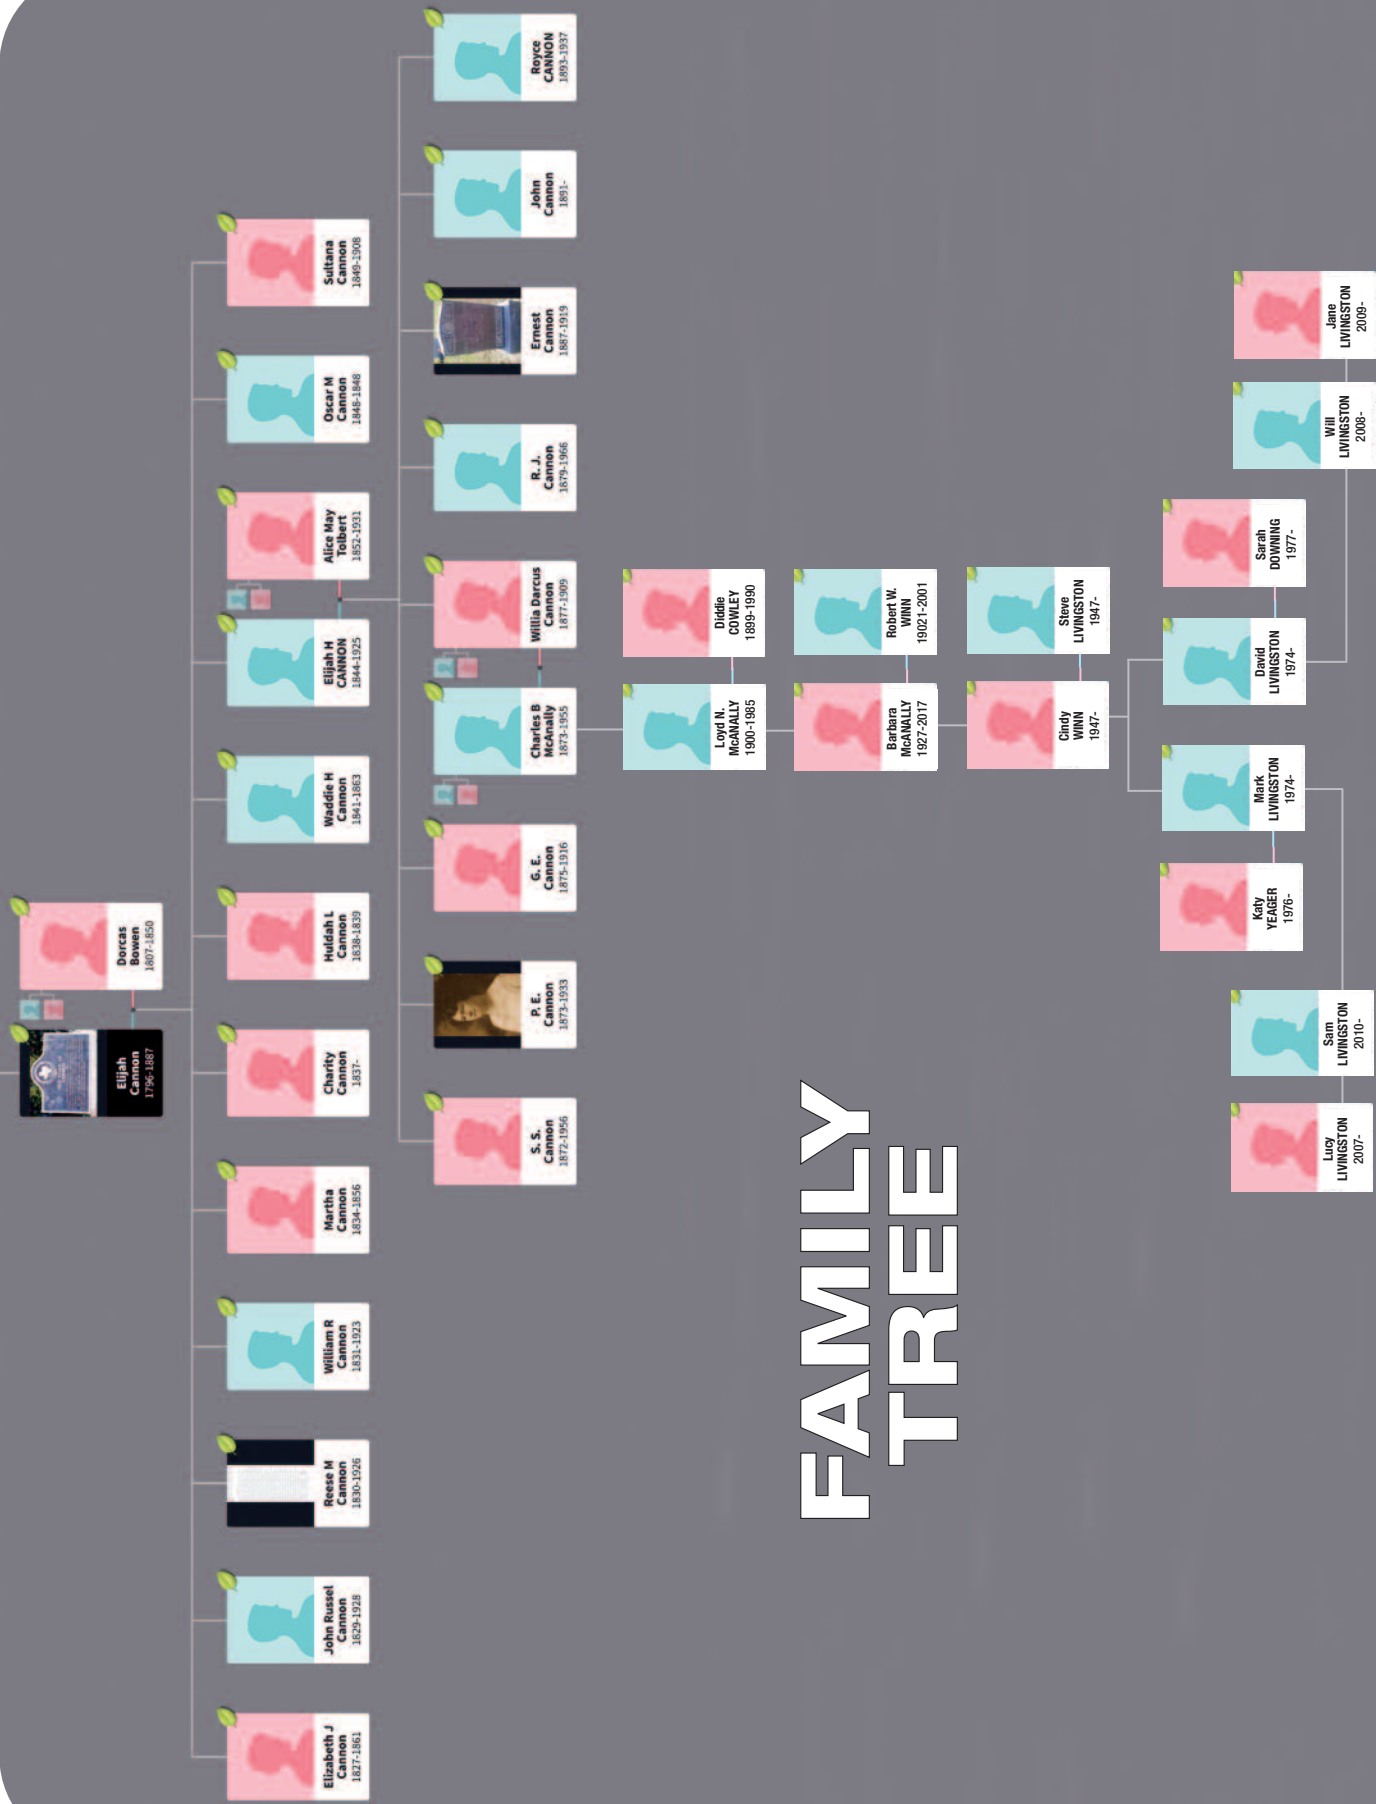 Elijah
Cannon
1796-1887
Dorcas
Bowen
1807-1850
Elizabeth J
Cannon
1827-1861
John Russel
Cannon
1829-1928
Reese M
Cannon
1830-1926
William R
Cannon
1831-1923
Martha
Cannon
1834-1856
Charity
Cannon
1837-
Huldah L
Cannon
1838-1839
Waddie H
Cannon
1841-1863
Elijah H
CANNON
1844-1925
Alice May
Tolbert
1852-1931
Oscar M
Cannon
1848-1848
Sultana
Cannon
1849-1908
S. S.
Cannon
1872-1956
P. E.
Cannon
1873-1933
G. E.
Cannon
1875-1916
Charles B
McAnally
1873-1955
Willia Darcus
Cannon
1877-1909
R. J.
Cannon
1879-1966
Ernest
Cannon
1887-1919
John
Cannon
1891-
Royce
CANNON
1893-1937
Loyd N.
McANALLY
1900-1985
Diddie
COWLEY
1899-1990
FAMILY
TREE
Barbara
McANALLY
1927-2017
Robert W.
WINN
19021-2001
Cindy
WINN
1947-
Steve
LIVINGSTON
1947-
Katy
YEAGER
1976-
Mark
LIVINGSTON
1974-
David
LIVINGSTON
1974-
Sarah
DOWNING
1977-
Lucy
LIVINGSTON
2007-
Sam
LIVINGSTON
2010-
Will
LIVINGSTON
2008-
Jane
LIVINGSTON
2009-